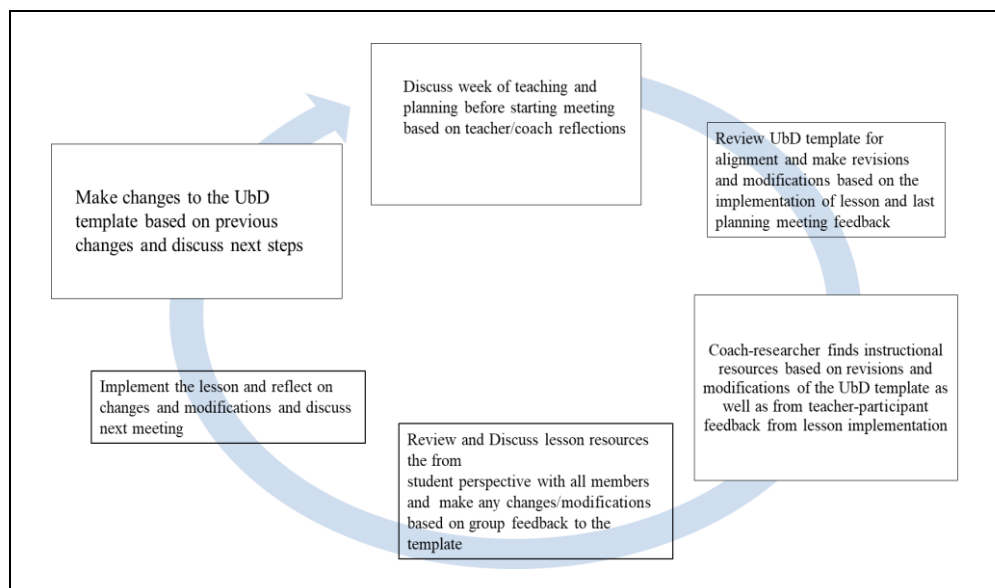 Discuss week of teaching and
planning before starting meeting
based on teacher/coach reflections
Review UbD template for
alignment and make revisions
and modifications based on the
implementation of lesson and last
planning meeting feedback
Coach-researcher finds instructional
resources based on revisions and
modifications of the UbD template as
well as from teacher-participant
feedback from lesson implementation
Review and Discuss lesson resources
the from
student perspective with all members
and make any changes/modifications
based on group feedback to the
template
Implement the lesson and reflect on
changes and modifications and discuss
next meeting
Make changes to the UbD
template based on previous
changes and discuss next steps